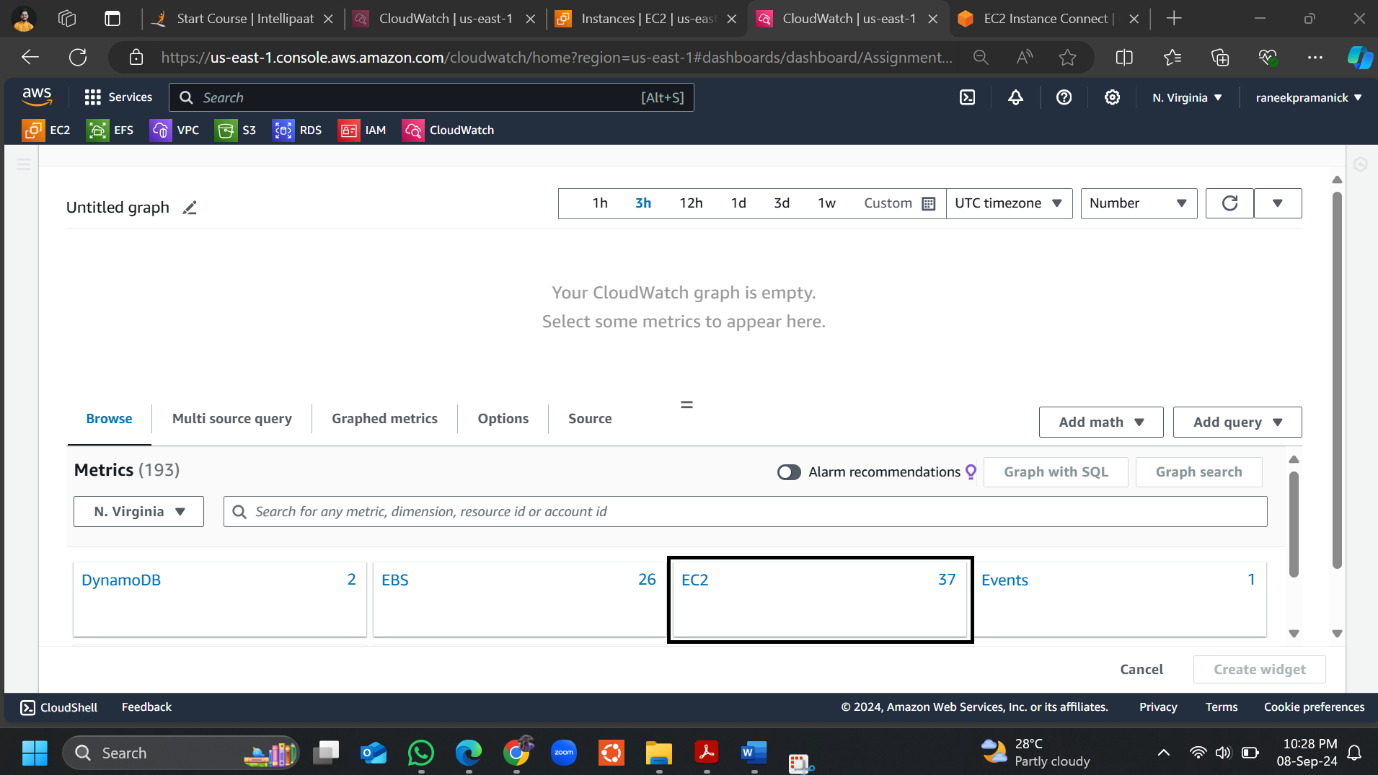 Start Course | Intellipaat
CloudWatch | us-east-1
Instances | EC2 | us-east
CloudWatch | us-east-1
EC2 Instance Connect |
https://us-east-1.console.aws.amazon.com/cloudwatch/home?region=us-east-1#dashboards/dashboard/Assignment...
aws
Services
Search
[Alt+S]
N. Virginia
raneekpramanick
EC2
EFS
VPC
S3
RDS
IAM
CloudWatch
Untitled graph
1h
3h
12h
1d
3d
1w
Custom
UTC timezone
Number
Your CloudWatch graph is empty.
Select some metrics to appear here.
Browse
Multi source query
Graphed metrics
Options
Source
Add math
Add query
Metrics (193)
Alarm recommendations
Graph with SQL
Graph search
N. Virginia
Search for any metric, dimension, resource id or account id
DynamoDB 2
EBS 26
EC2 37
Events 1
Cancel
Create widget
CloudShell
Feedback
© 2024, Amazon Web Services, Inc. or its affiliates.
Privacy
Terms
Cookie preferences
Search
zoom
28°C
Partly cloudy
10:28 PM
08-Sep-24